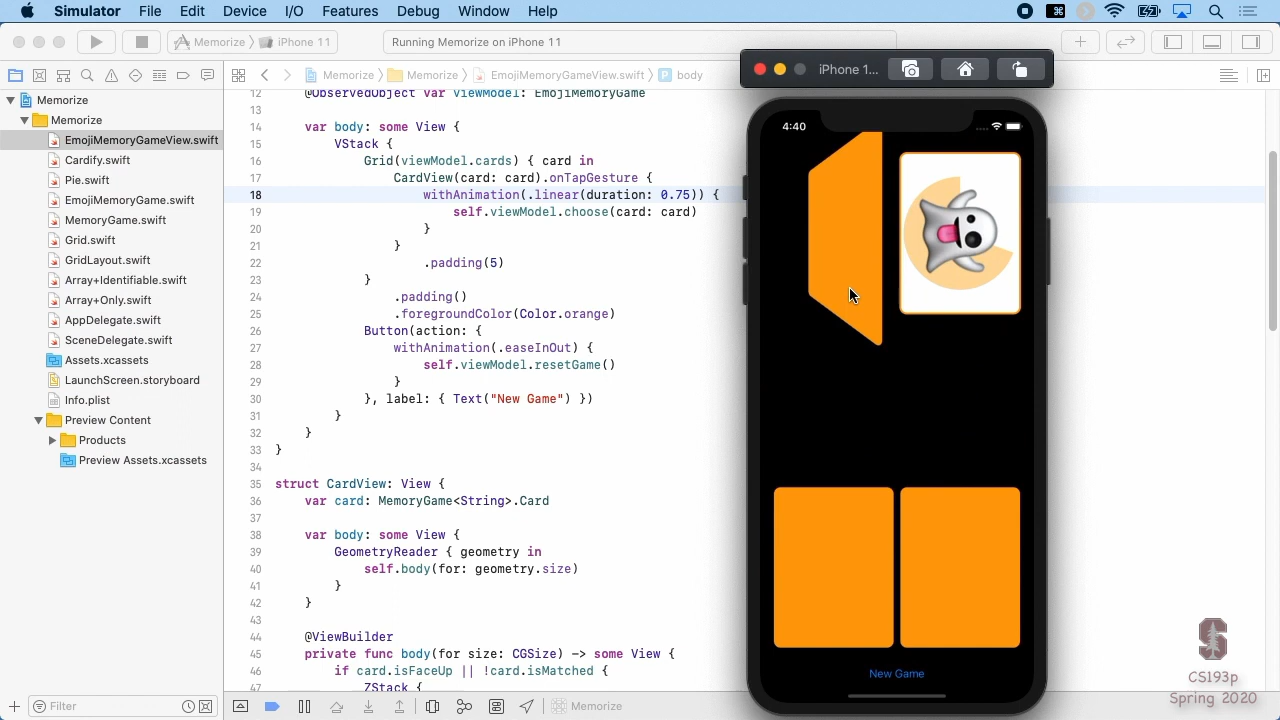 Simulator File Edit Device I/O Features Debug Window Help
Memorize iPhone 11 Running Memorize on iPhone 11
iPhone 1...
Memorize Memorize EmojiMemoryGameView.swift body
Memorize
Memorize
EmojiMemoryGameView.swift
Cardify.swift
Pie.swift
EmojiMemoryGame.swift
MemoryGame.swift
Grid.swift
GridLayout.swift
Array+Identifiable.swift
Array+Only.swift
AppDelegate.swift
SceneDelegate.swift
Assets.xcassets
LaunchScreen.storyboard
Info.plist
Preview Content
Products
Preview Assets.xcassets
Filter
12 @ObservedObject var viewModel: EmojiMemoryGame
13
14 var body: some View {
15 VStack {
16 Grid(viewModel.cards) { card in
17 CardView(card: card).onTapGesture {
18 withAnimation(.linear(duration: 0.75)) {
19 self.viewModel.choose(card: card)
20 }
21 }
22 .padding(5)
23 }
24 .padding()
25 .foregroundColor(Color.orange)
26 Button(action: {
27 withAnimation(.easeInOut) {
28 self.viewModel.resetGame()
29 }
30 }, label: { Text("New Game") })
31 }
32 }
33 }
34
35 struct CardView: View {
36 var card: MemoryGame<String>.Card
37
38 var body: some View {
39 GeometryReader { geometry in
40 self.body(for: geometry.size)
41 }
42 }
43
44 @ViewBuilder
45 private func body(for size: CGSize) -> some View {
46 if card.isFaceUp || !card.isMatched {
47 ZStack {
Memorize
4:40
New Game
CS193p
Spring 2020